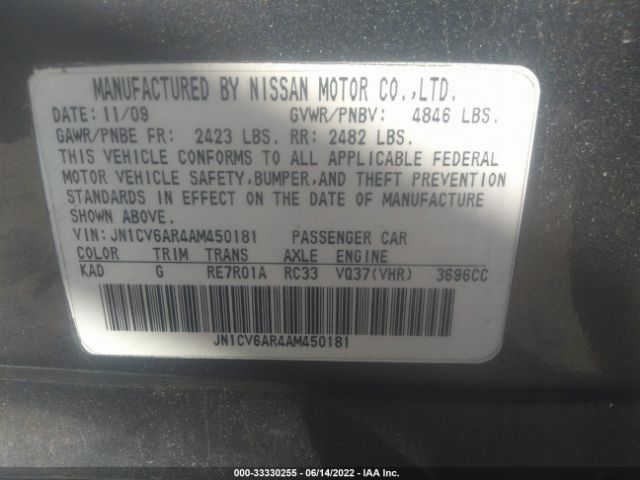 MANUFACTURED BY NISSAN MOTOR CO.,LTD.
DATE: 11/09 GVWR/PNBV: 4846 LBS.
GAWR/PNBE FR: 2423 LBS. RR: 2482 LBS.
THIS VEHICLE CONFORMS TO ALL APPLICABLE FEDERAL
MOTOR VEHICLE SAFETY,BUMPER,AND THEFT PREVENTION
STANDARDS IN EFFECT ON THE DATE OF MANUFACTURE
SHOWN ABOVE.
VIN: JN1CV6AR4AM450181 PASSENGER CAR
COLOR TRIM TRANS AXLE ENGINE
KAD G RE7R01A RC33 VQ37(VHR) 3696CC
JN1CV6AR4AM450181
000-33330255 - 06/14/2022 - IAA Inc.